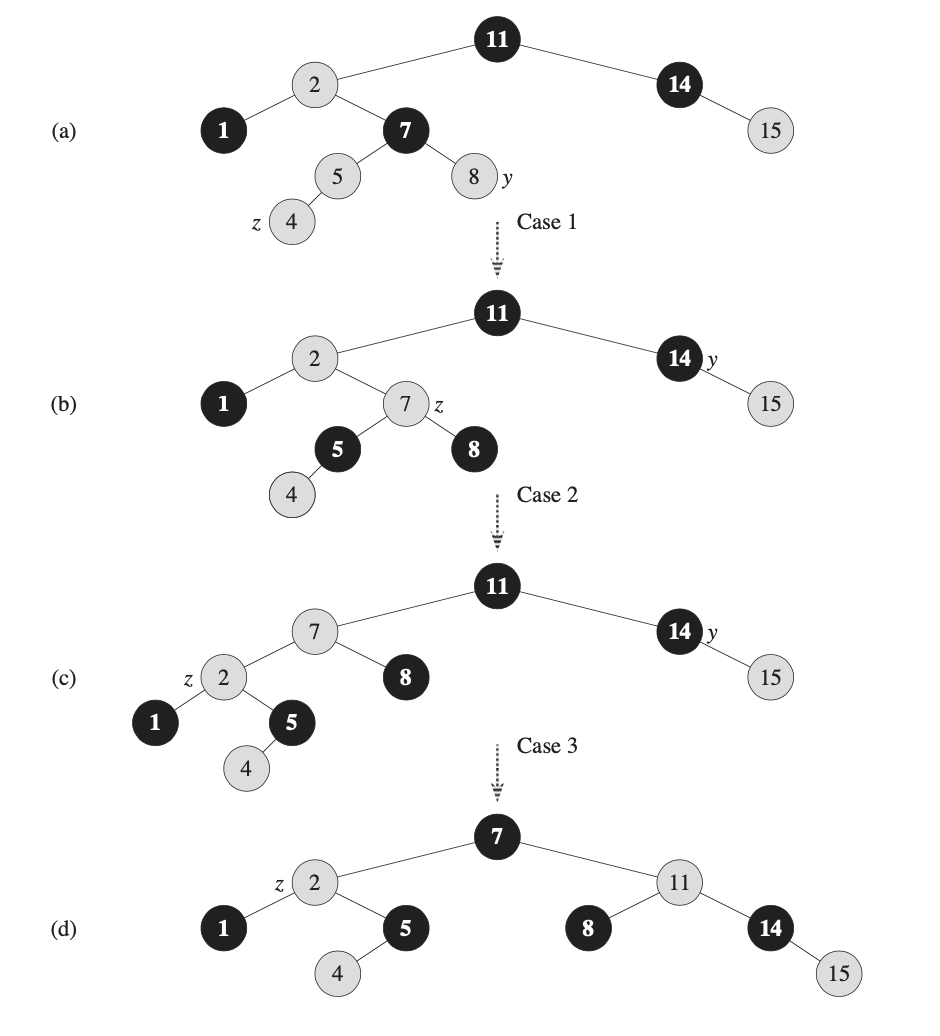 11
2 14
(a) 1 7 15
5 8 y
z 4 Case 1
11
2 14 y
(b) 1 7 z 15
5 8
4 Case 2
11
7 14 y
(c) z 2 8 15
1 5
4 Case 3
7
z 2 11
(d) 1 5 8 14
4 15